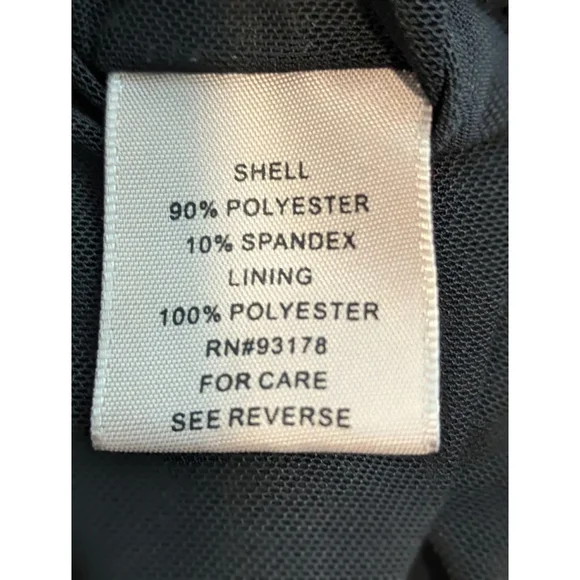 SHELL
90% POLYESTER
10% SPANDEX
LINING
100% POLYESTER
RN#93178
FOR CARE
SEE REVERSE